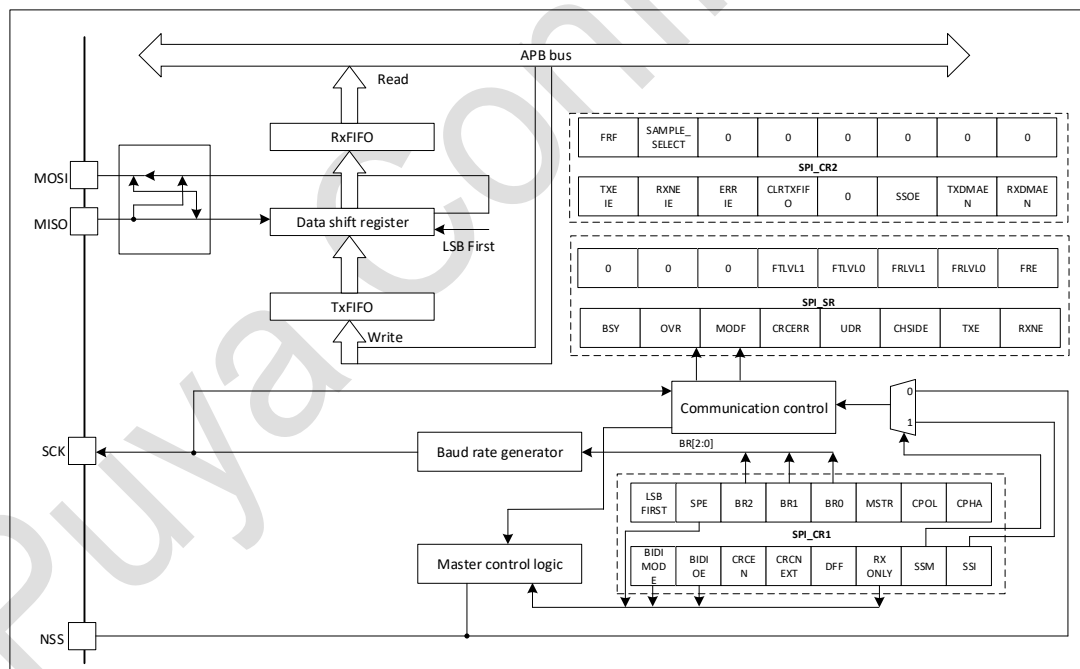 APB bus
Read
RxFIFO
MOSI
MISO
Data shift register
LSB First
TxFIFO
Write
FRF SAMPLE_ 0 0 0 0 0 0
SELECT
SPI_CR2
TXE RXNE ERR CLRTXFIF 0 SSOE TXDMAE RXDMAE
IE IE IE O N N
0 0 0 FTLVL1 FTLVL0 FRLVL1 FRLVL0 FRE
SPI_SR
BSY OVR MODF CRCERR UDR CHSIDE TXE RXNE
Communication control
0
1
BR[2:0]
SCK
Baud rate generator
LSB SPE BR2 BR1 BR0 MSTR CPOL CPHA
FIRST
SPI_CR1
Master control logic
BIDI BIDI CRCE CRCN DFF RX SSM SSI
MOD OE N EXT ONLY
E
NSS
Puya Con